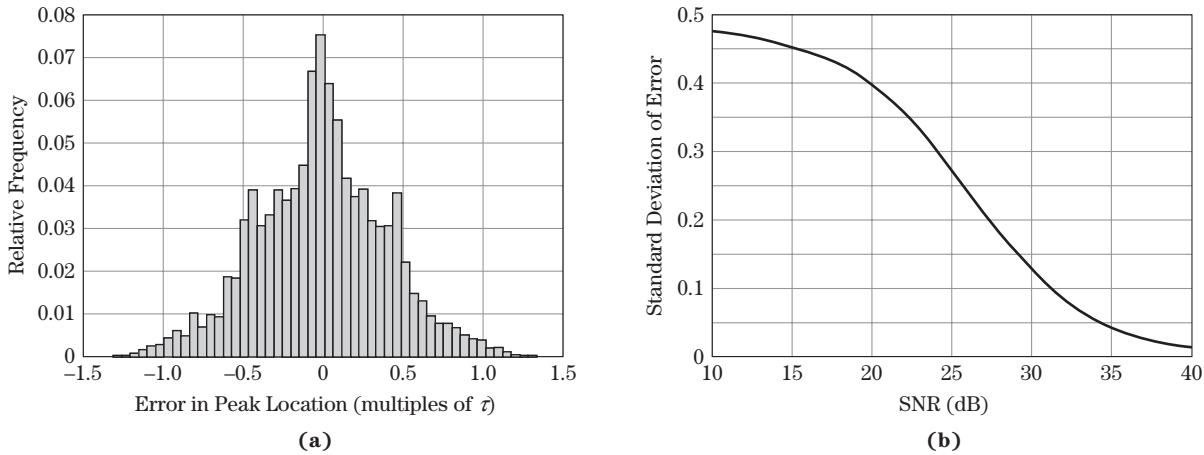 0.08
0.07
0.06
0.05
0.04
0.03
0.02
0.01
0
Relative Frequency
–1.5 –1.0 –0.5 0 0.5 1.0 1.5
Error in Peak Location (multiples of τ)
(a)
0.5
0.4
0.3
0.2
0.1
0
Standard Deviation of Error
10 15 20 25 30 35 40
SNR (dB)
(b)